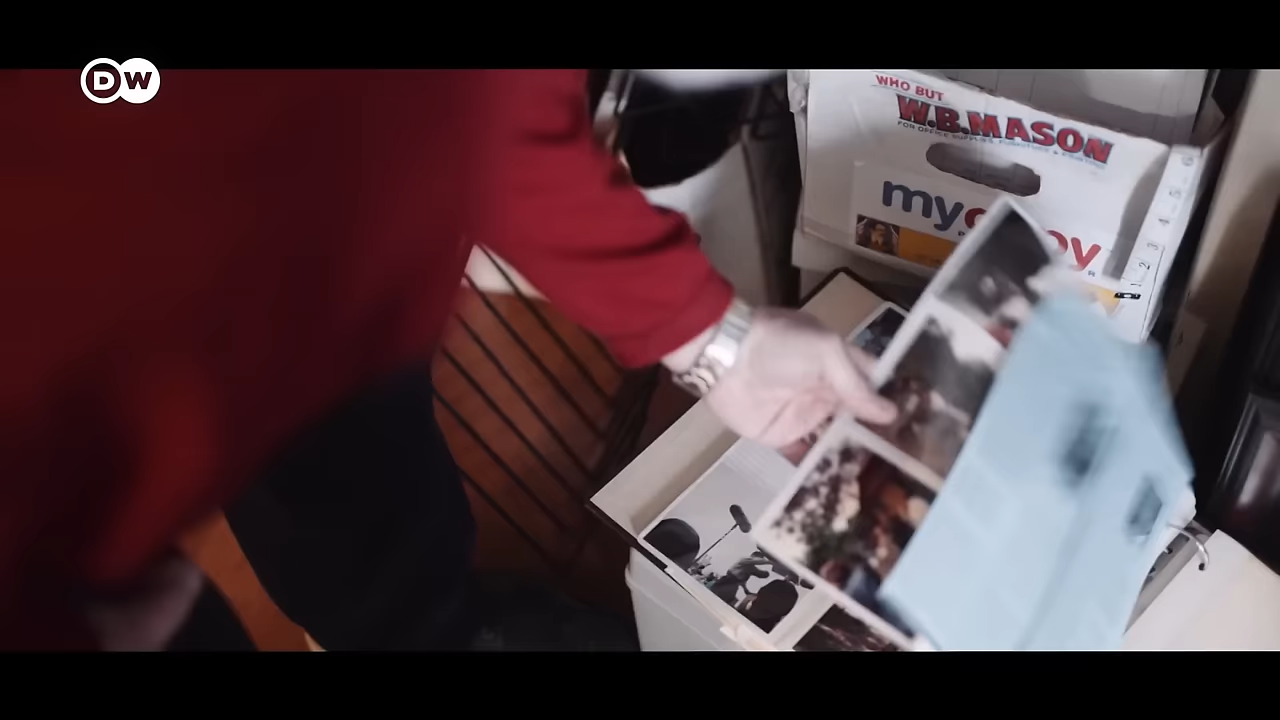 DW
WHO BUT
W.B.MASON
FOR OFFICE SUPPLIES, FURNITURE & PRINTING
my